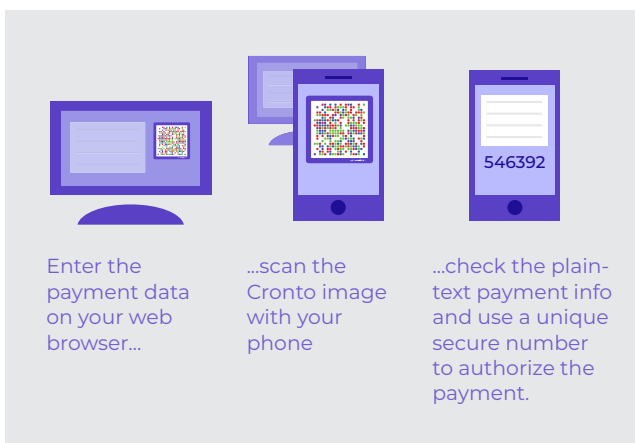 546392
Enter the
payment data
on your web
browser...
...scan the
Cronto image
with your
phone
...check the plain-
text payment info
and use a unique
secure number
to authorize the
payment.